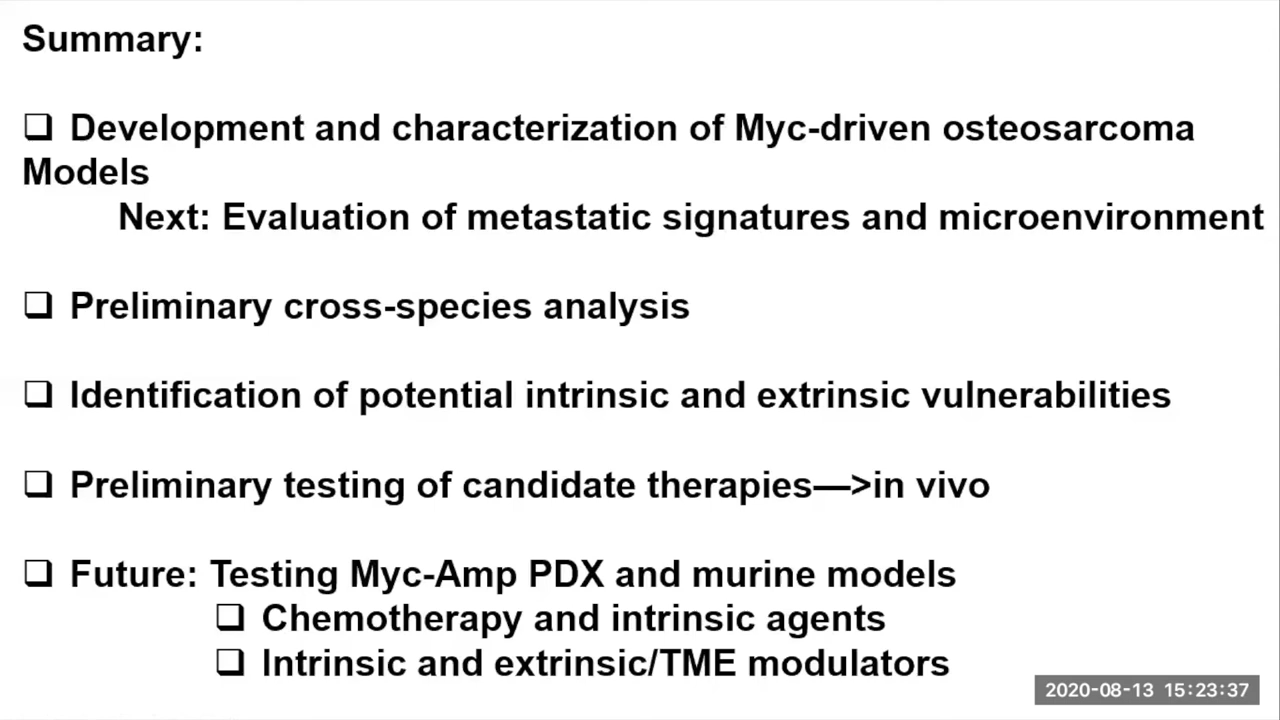 Summary:
❑ Development and characterization of Myc-driven osteosarcoma
Models
Next: Evaluation of metastatic signatures and microenvironment
❑ Preliminary cross-species analysis
❑ Identification of potential intrinsic and extrinsic vulnerabilities
❑ Preliminary testing of candidate therapies—>in vivo
❑ Future: Testing Myc-Amp PDX and murine models
❑ Chemotherapy and intrinsic agents
❑ Intrinsic and extrinsic/TME modulators
2020-08-13 15:23:37